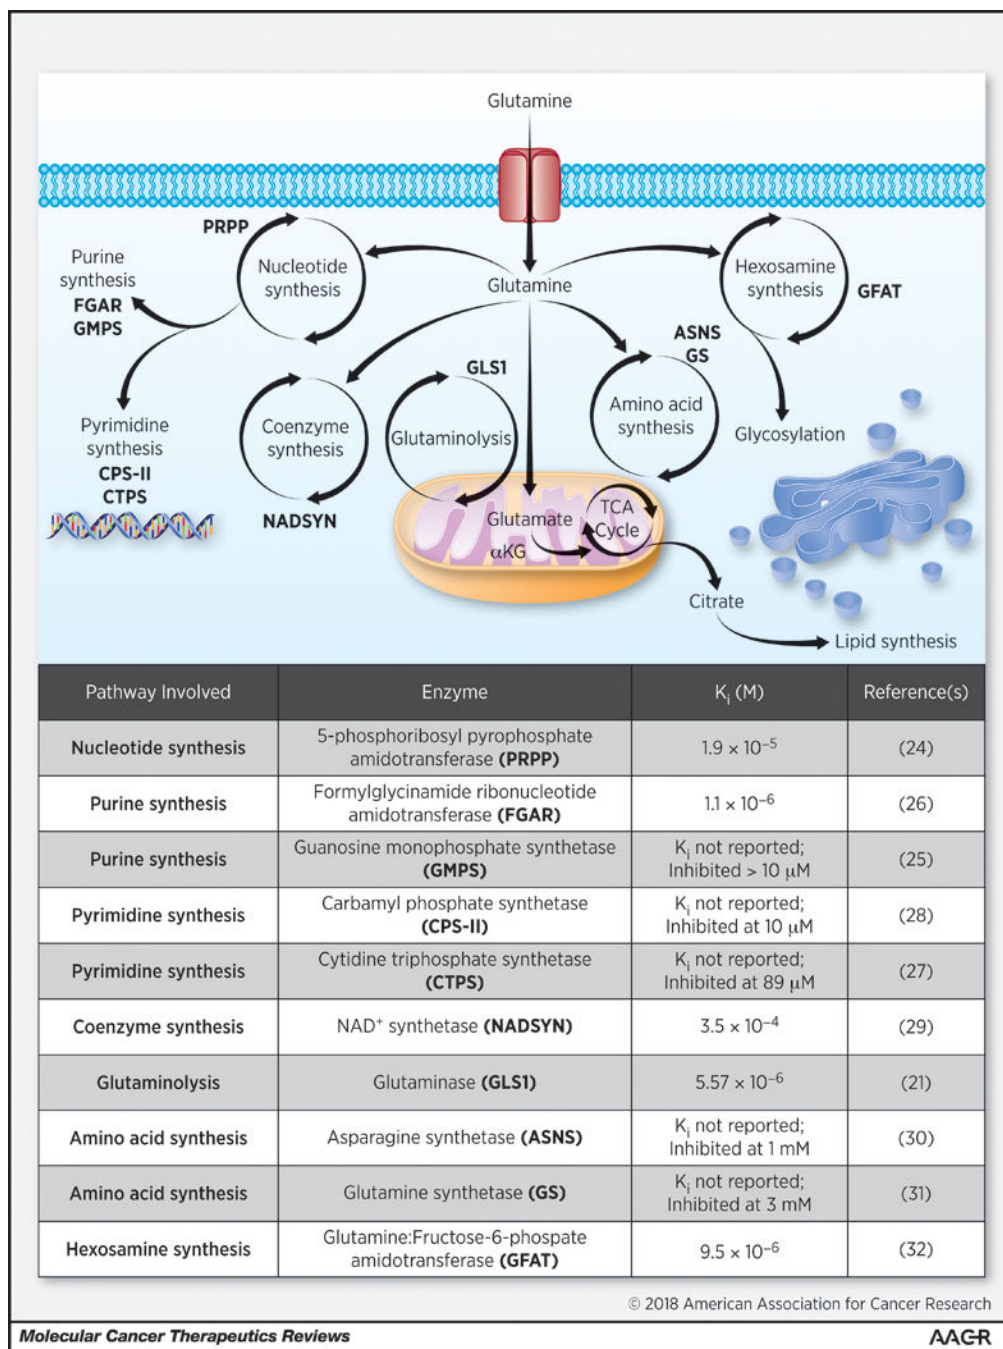 Glutamine
PRPP
Purine
synthesis
FGAR
GMPS
Nucleotide
synthesis
Glutamine
Hexosamine
synthesis
GFAT
ASNS
GS
GLS1
Pyrimidine
synthesis
CPS-II
CTPS
Coenzyme
synthesis
NADSYN
Glutaminolysis
Amino acid
synthesis
Glycosylation
Glutamate
αKG
TCA
Cycle
Citrate
Lipid synthesis
Pathway Involved Enzyme Kᵢ (M) Reference(s)
Nucleotide synthesis 5-phosphoribosyl pyrophosphate
amidotransferase (PRPP) 1.9 × 10⁻⁵ (24)
Purine synthesis Formylglycinamide ribonucleotide
amidotransferase (FGAR) 1.1 × 10⁻⁶ (26)
Purine synthesis Guanosine monophosphate synthetase
(GMPS) Kᵢ not reported;
Inhibited > 10 μM (25)
Pyrimidine synthesis Carbamyl phosphate synthetase
(CPS-II) Kᵢ not reported;
Inhibited at 10 μM (28)
Pyrimidine synthesis Cytidine triphosphate synthetase
(CTPS) Kᵢ not reported;
Inhibited at 89 μM (27)
Coenzyme synthesis NAD⁺ synthetase (NADSYN) 3.5 × 10⁻⁴ (29)
Glutaminolysis Glutaminase (GLS1) 5.57 × 10⁻⁶ (21)
Amino acid synthesis Asparagine synthetase (ASNS) Kᵢ not reported;
Inhibited at 1 mM (30)
Amino acid synthesis Glutamine synthetase (GS) Kᵢ not reported;
Inhibited at 3 mM (31)
Hexosamine synthesis Glutamine:Fructose-6-phospate
amidotransferase (GFAT) 9.5 × 10⁻⁶ (32)
© 2018 American Association for Cancer Research
Molecular Cancer Therapeutics Reviews AACR